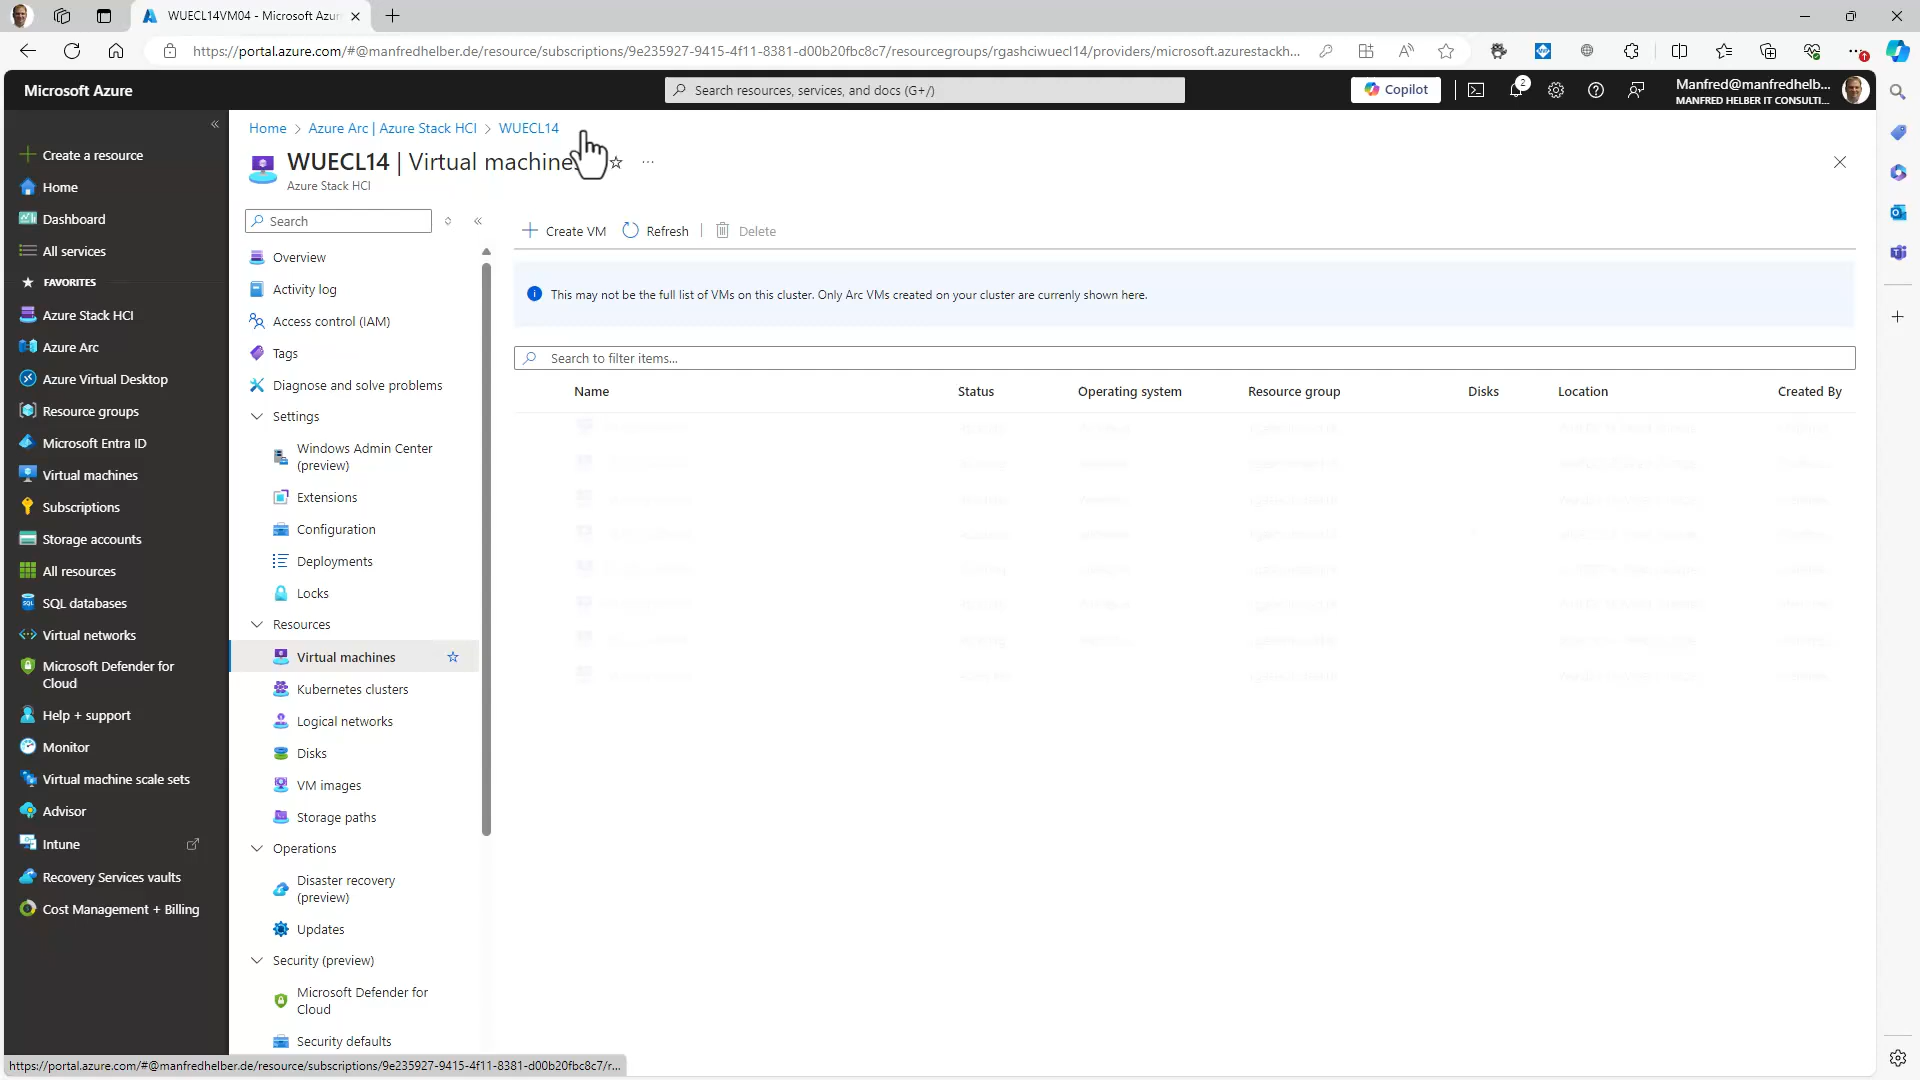 WUECL14VM04 - Microsoft Azur
https://portal.azure.com/#@manfredhelber.de/resource/subscriptions/9e235927-9415-4f11-8381-d00b20fbc8c7/resourcegroups/rgashciwuecl14/providers/microsoft.azurestackh...
Microsoft Azure
Search resources, services, and docs (G+/)
Copilot
2
Manfred@manfredhelb...
MANFRED HELBER IT CONSULTI...
Create a resource
Home
Dashboard
All services
FAVORITES
Azure Stack HCI
Azure Arc
Azure Virtual Desktop
Resource groups
Microsoft Entra ID
Virtual machines
Subscriptions
Storage accounts
All resources
SQL databases
Virtual networks
Microsoft Defender for
Cloud
Help + support
Monitor
Virtual machine scale sets
Advisor
Intune
Recovery Services vaults
Cost Management + Billing
Home > Azure Arc | Azure Stack HCI > WUECL14
WUECL14 | Virtual machines
Azure Stack HCI
Search
Overview
Activity log
Access control (IAM)
Tags
Diagnose and solve problems
Settings
Windows Admin Center
(preview)
Extensions
Configuration
Deployments
Locks
Resources
Virtual machines
Kubernetes clusters
Logical networks
Disks
VM images
Storage paths
Operations
Disaster recovery
(preview)
Updates
Security (preview)
Microsoft Defender for
Cloud
Security defaults
Create VM
Refresh
Delete
This may not be the full list of VMs on this cluster. Only Arc VMs created on your cluster are currenly shown here.
Search to filter items...
Name Status Operating system Resource group Disks Location Created By
https://portal.azure.com/#@manfredhelber.de/resource/subscriptions/9e235927-9415-4f11-8381-d00b20fbc8c7/r...